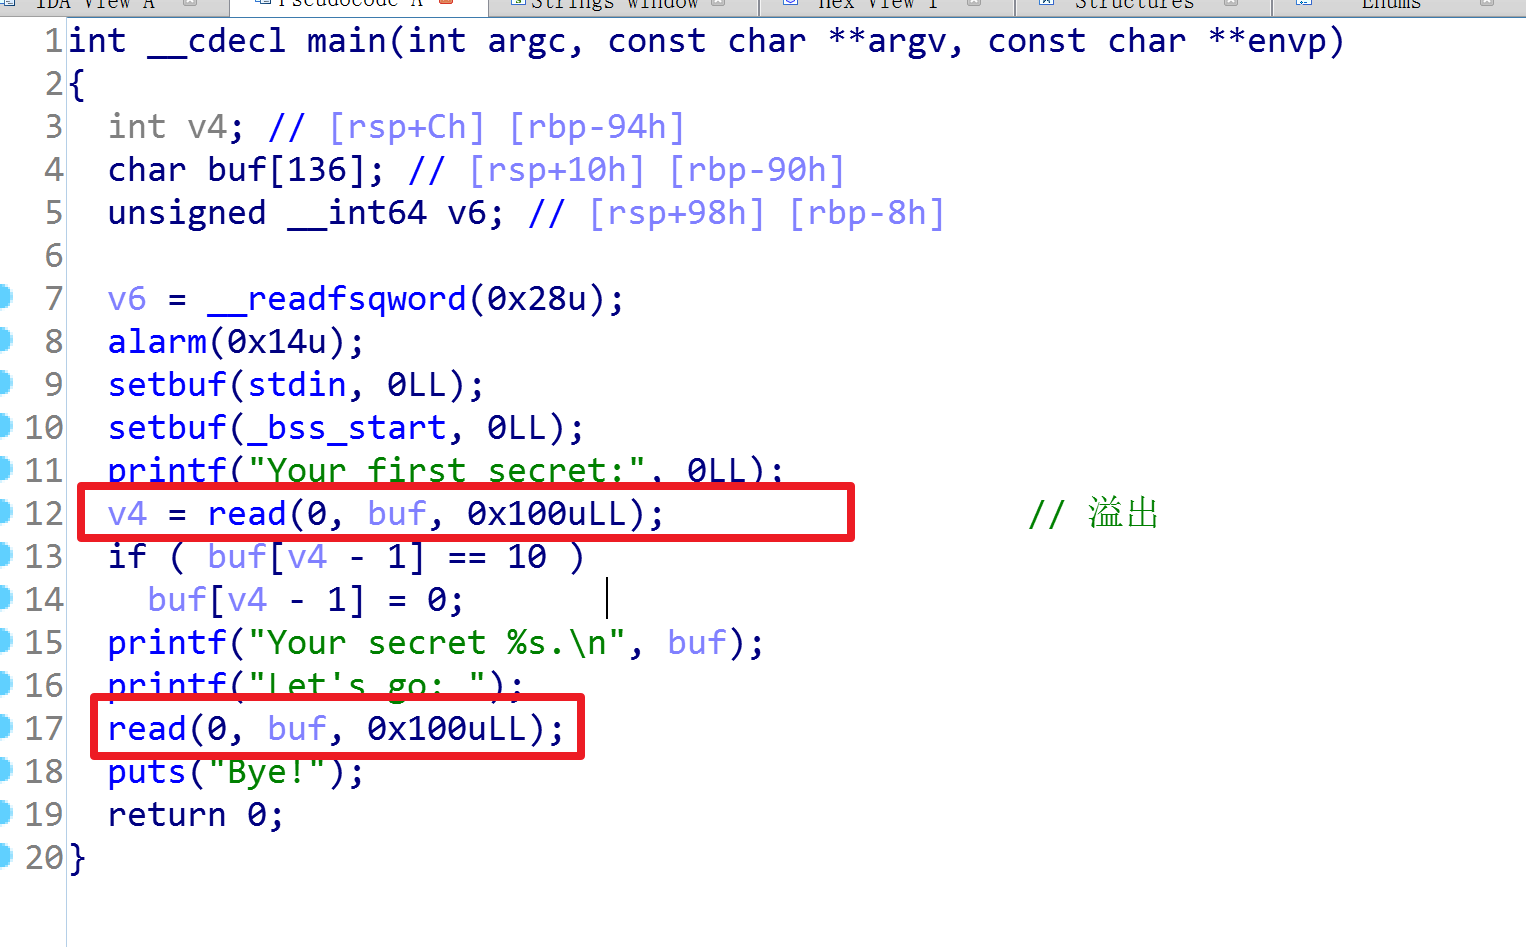 IDA View A Pseudocode A Strings window Hex View 1 Structures Enums
1 int __cdecl main(int argc, const char **argv, const char **envp)
2 {
3 int v4; // [rsp+Ch] [rbp-94h]
4 char buf[136]; // [rsp+10h] [rbp-90h]
5 unsigned __int64 v6; // [rsp+98h] [rbp-8h]
6
7 v6 = __readfsqword(0x28u);
8 alarm(0x14u);
9 setbuf(stdin, 0LL);
10 setbuf(_bss_start, 0LL);
11 printf("Your first secret:", 0LL);
12 v4 = read(0, buf, 0x100uLL); // 溢出
13 if ( buf[v4 - 1] == 10 )
14 buf[v4 - 1] = 0;
15 printf("Your secret %s.\n", buf);
16 printf("Let's go: ");
17 read(0, buf, 0x100uLL);
18 puts("Bye!");
19 return 0;
20 }